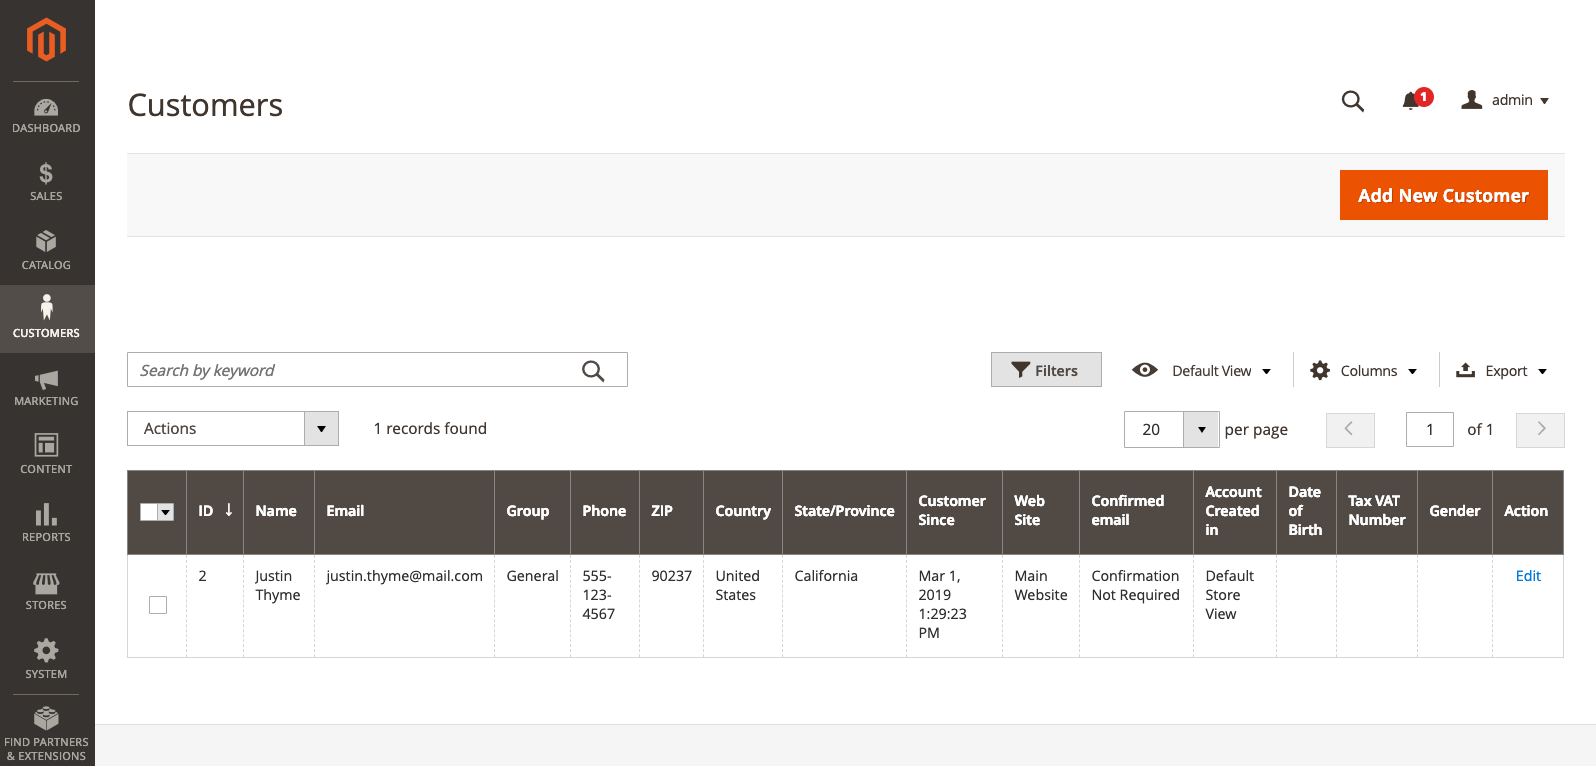 Customers
1
admin
DASHBOARD
SALES
CATALOG
CUSTOMERS
MARKETING
CONTENT
REPORTS
STORES
SYSTEM
FIND PARTNERS
& EXTENSIONS
Add New Customer
Search by keyword
Filters
Default View
Columns
Export
Actions
1 records found
20
per page
1
of 1
ID ↓
Name
Email
Group
Phone
ZIP
Country
State/Province
Customer
Since
Web
Site
Confirmed
email
Account
Created
in
Date
of
Birth
Tax VAT
Number
Gender
Action
2
Justin
Thyme
justin.thyme@mail.com
General
555-
123-
4567
90237
United
States
California
Mar 1,
2019
1:29:23
PM
Main
Website
Confirmation
Not Required
Default
Store
View
Edit